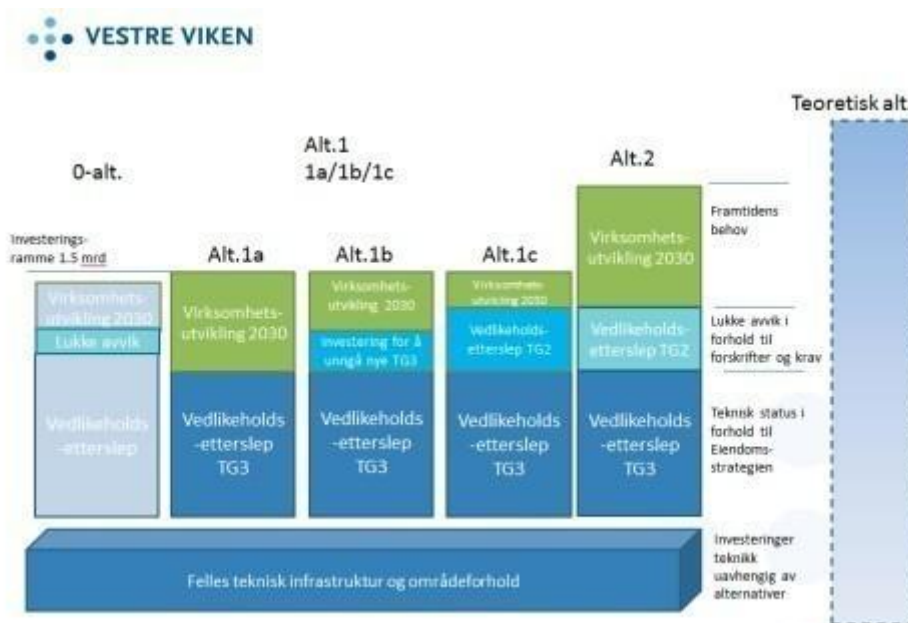 VESTRE VIKEN
Teoretisk alt
Alt.1
1a/1b/1c
0-alt.
Alt.2
Investerings-
ramme 1.5 mrd
Alt.1a
Alt.1b
Alt.1c
Virksomhets-
utvikling 2030
Lukke avvik
Vedlikeholds
-etterslep
Virksomhets-
utvikling 2030
Vedlikeholds
-etterslep
TG3
Virksomhets-
utvikling 2030
Investering for å
unngå nye TG3
Vedlikeholds
-etterslep
TG3
Virksomhets-
utvikling 2030
Vedlikeholds-
etterslep TG2
Vedlikeholds
-etterslep
TG3
Virksomhets-
utvikling 2030
Vedlikeholds-
etterslep TG2
Vedlikeholds
-etterslep
TG3
Framtidens
behov
Lukke avvik i
forhold til
forskrifter og krav
Teknisk status i
forhold til
Eiendoms-
strategien
Investeringer
teknikk
uavhengig av
alternativer
Felles teknisk infrastruktur og områdeforhold